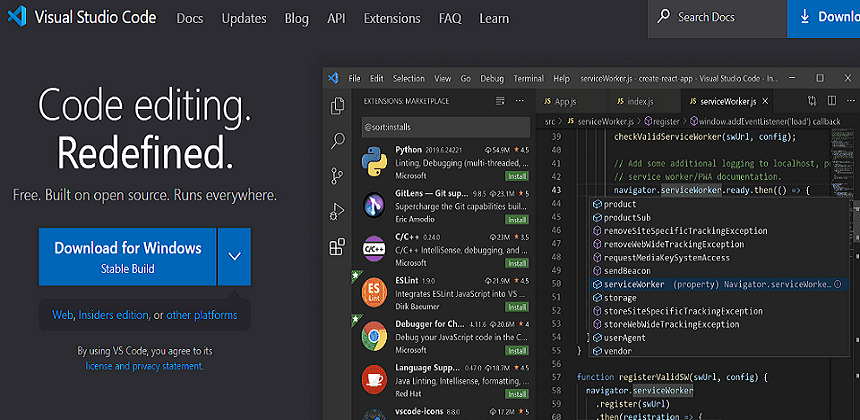 Visual Studio Code Docs Updates Blog API Extensions FAQ Learn Search Docs Downlo
Code editing.
Redefined.
Free. Built on open source. Runs everywhere.
Download for Windows
Stable Build
Web, Insiders edition, or other platforms
By using VS Code, you agree to its
license and privacy statement.
File Edit Selection View Go Debug Terminal Help serviceWorker.js - create-react-app - Visual Studio Code - In...
EXTENSIONS: MARKETPLACE
@sort:installs
Python 2019.6.24221 54.9M 4.5
Linting, Debugging (multi-threaded, ...
Microsoft Install
GitLens — Git sup... 9.8.5 23.1M 5
Supercharge the Git capabilities buil...
Eric Amodio Install
C/C++ 0.24.0 23M 3.5
C/C++ IntelliSense, debugging, and ...
Microsoft Install
ESLint 1.9.0 21.9M 4.5
Integrates ESLint JavaScript into VS ...
Dirk Baeumer Install
Debugger for Ch... 4.11.6 20.6M 4
Debug your JavaScript code in the C...
Microsoft Install
Language Supp... 0.47.0 18.7M 4.5
Java Linting, Intellisense, formatting, ...
Red Hat Install
vscode-icons 8.8.0 17.2M 5
JS App.js JS index.js JS serviceWorker.js
src > JS serviceWorker.js > register > window.addEventListener('load') callback
39 checkValidServiceWorker(swUrl, config);
40
41 // Add some additional logging to localhost, p
42 // service worker/PWA documentation.
43 navigator.serviceWorker.ready.then(() => {
44 product
45 productSub
46 removeSiteSpecificTrackingException
47 removeWebWideTrackingException
48 requestMediaKeySystemAccess
49 sendBeacon
50 serviceWorker (property) Navigator.serviceWorke...
51 storage
52 storeSiteSpecificTrackingException
53 storeWebWideTrackingException
54 } userAgent
55 } vendor
56
57 function registerValidSW(swUrl, config) {
58 navigator.serviceWorker
59 .register(swUrl)
60 .then(registration => {